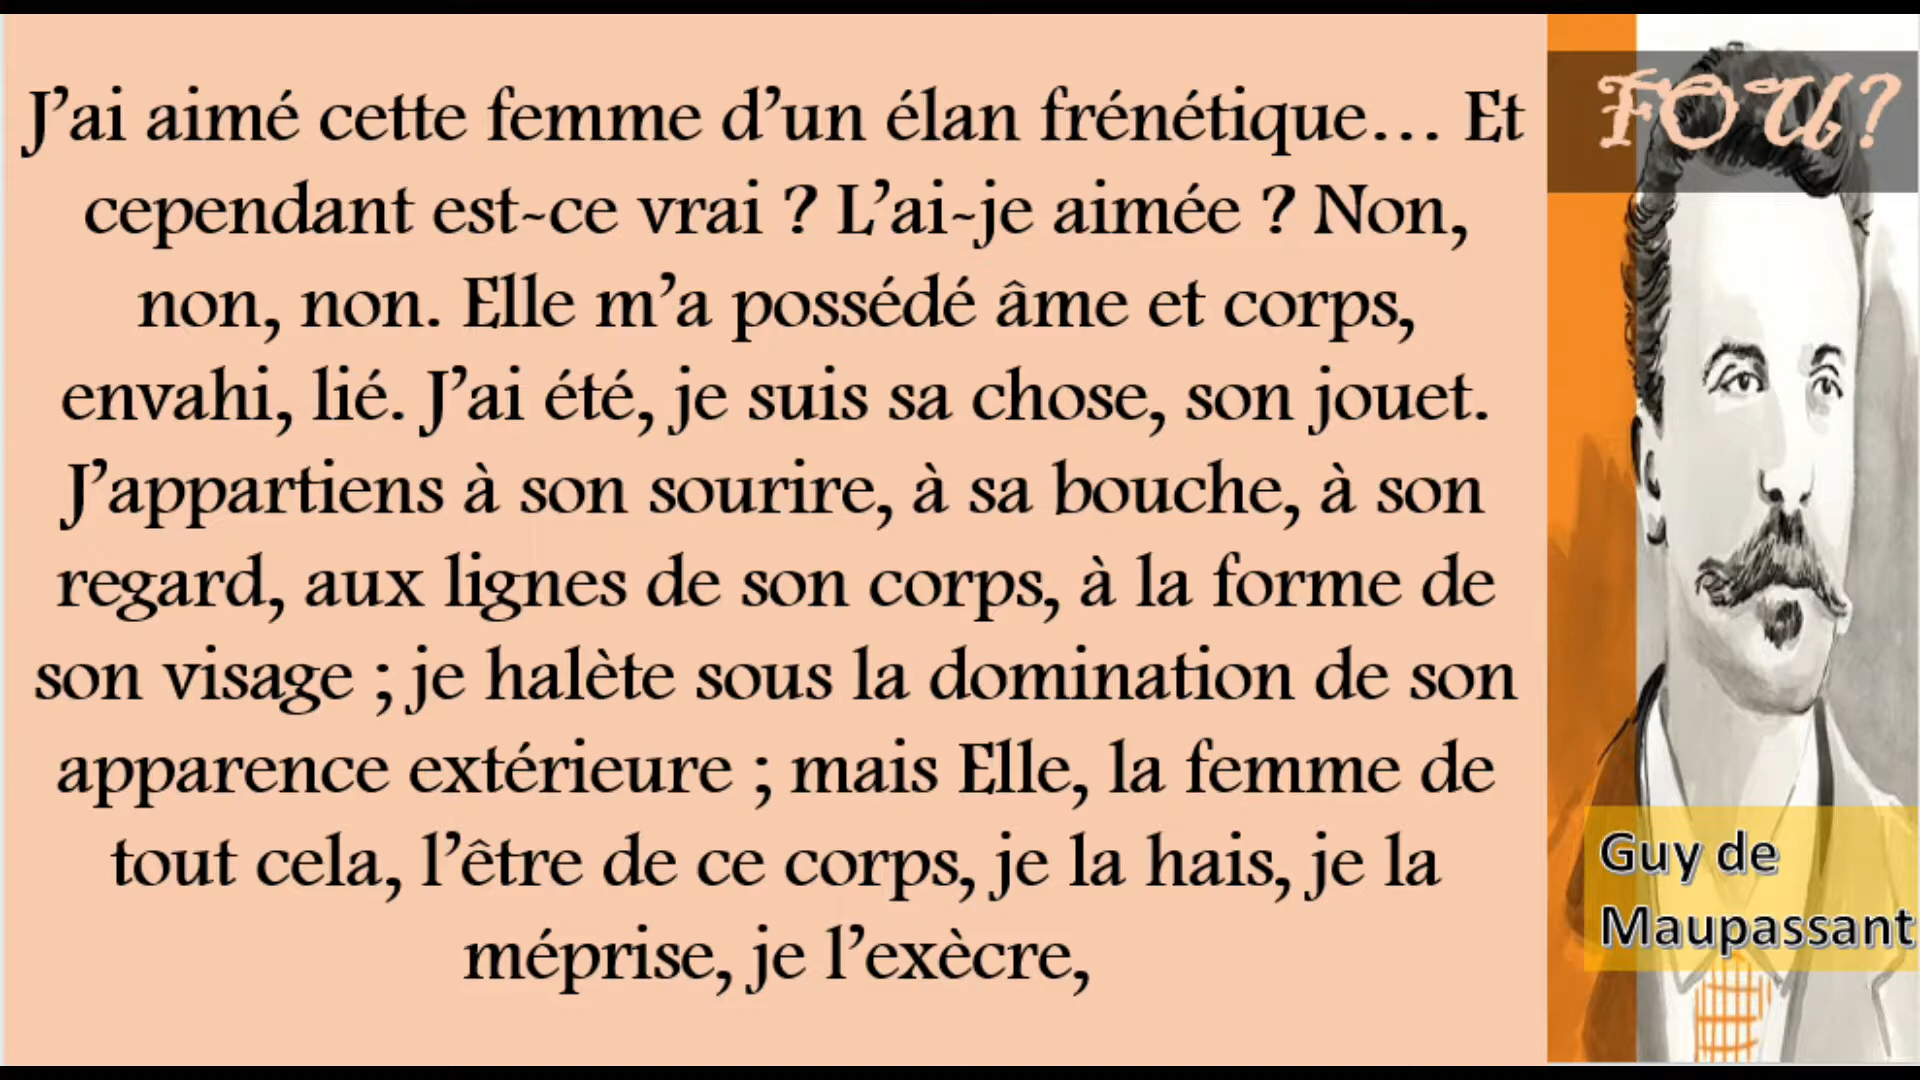 J’ai aimé cette femme d’un élan frénétique… Et
cependant est-ce vrai ? L’ai-je aimée ? Non,
non, non. Elle m’a possédé âme et corps,
envahi, lié. J’ai été, je suis sa chose, son jouet.
J’appartiens à son sourire, à sa bouche, à son
regard, aux lignes de son corps, à la forme de
son visage ; je halète sous la domination de son
apparence extérieure ; mais Elle, la femme de
tout cela, l’être de ce corps, je la hais, je la
méprise, je l’exècre,
FOU?
Guy de
Maupassant